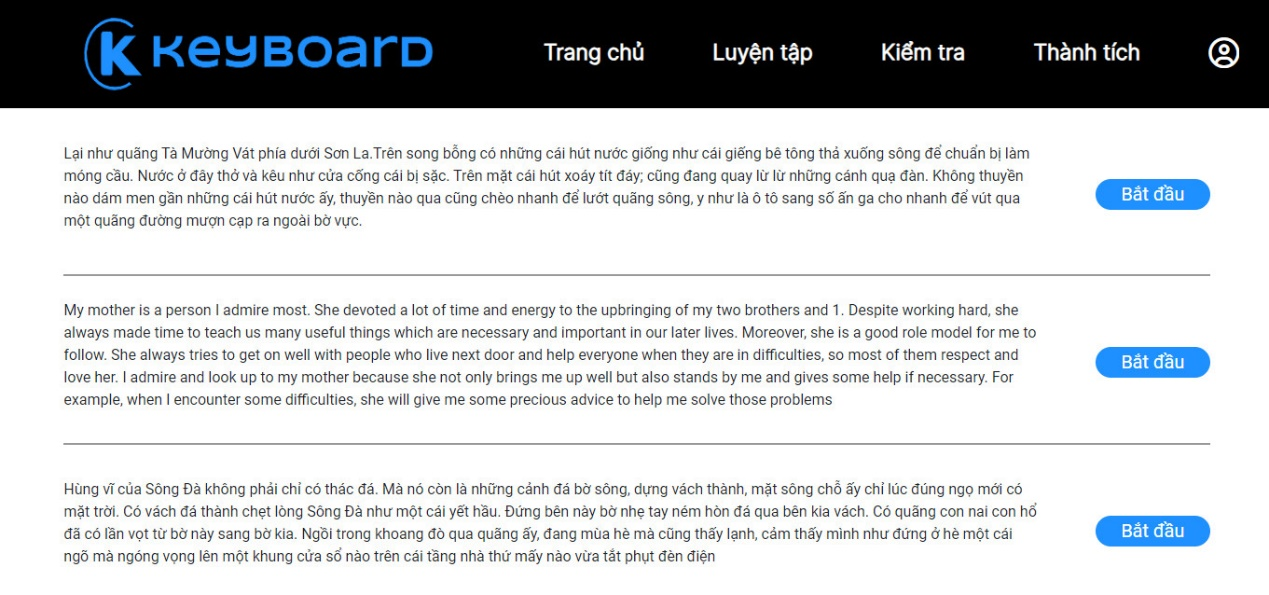 K KEYBOARD
Trang chủ
Luyện tập
Kiểm tra
Thành tích
Lại như quãng Tà Mường Vát phía dưới Sơn La.Trên song bỗng có những cái hút nước giống như cái giếng bê tông thả xuống sông để chuẩn bị làm
móng cầu. Nước ở đây thở và kêu như cửa cống cái bị sặc. Trên mặt cái hút xoáy tít đáy; cũng đang quay lừ lừ những cánh quạ đàn. Không thuyền
nào dám men gần những cái hút nước ấy, thuyền nào qua cũng chèo nhanh để lướt quãng sông, y như là ô tô sang số ấn ga cho nhanh để vút qua
một quãng đường mượn cạp ra ngoài bờ vực.
Bắt đầu
My mother is a person I admire most. She devoted a lot of time and energy to the upbringing of my two brothers and 1. Despite working hard, she
always made time to teach us many useful things which are necessary and important in our later lives. Moreover, she is a good role model for me to
follow. She always tries to get on well with people who live next door and help everyone when they are in difficulties, so most of them respect and
love her. I admire and look up to my mother because she not only brings me up well but also stands by me and gives some help if necessary. For
example, when I encounter some difficulties, she will give me some precious advice to help me solve those problems
Bắt đầu
Hùng vĩ của Sông Đà không phải chỉ có thác đá. Mà nó còn là những cảnh đá bờ sông, dựng vách thành, mặt sông chỗ ấy chỉ lúc đúng ngọ mới có
mặt trời. Có vách đá thành chẹt lòng Sông Đà như một cái yết hầu. Đứng bên này bờ nhẹ tay ném hòn đá qua bên kia vách. Có quãng con nai con hổ
đã có lần vọt từ bờ này sang bờ kia. Ngồi trong khoang đò qua quãng ấy, đang mùa hè mà cũng thấy lạnh, cảm thấy mình như đứng ở hè một cái
ngõ mà ngóng vọng lên một khung cửa sổ nào trên cái tầng nhà thứ mấy nào vừa tắt phụt đèn điện
Bắt đầu